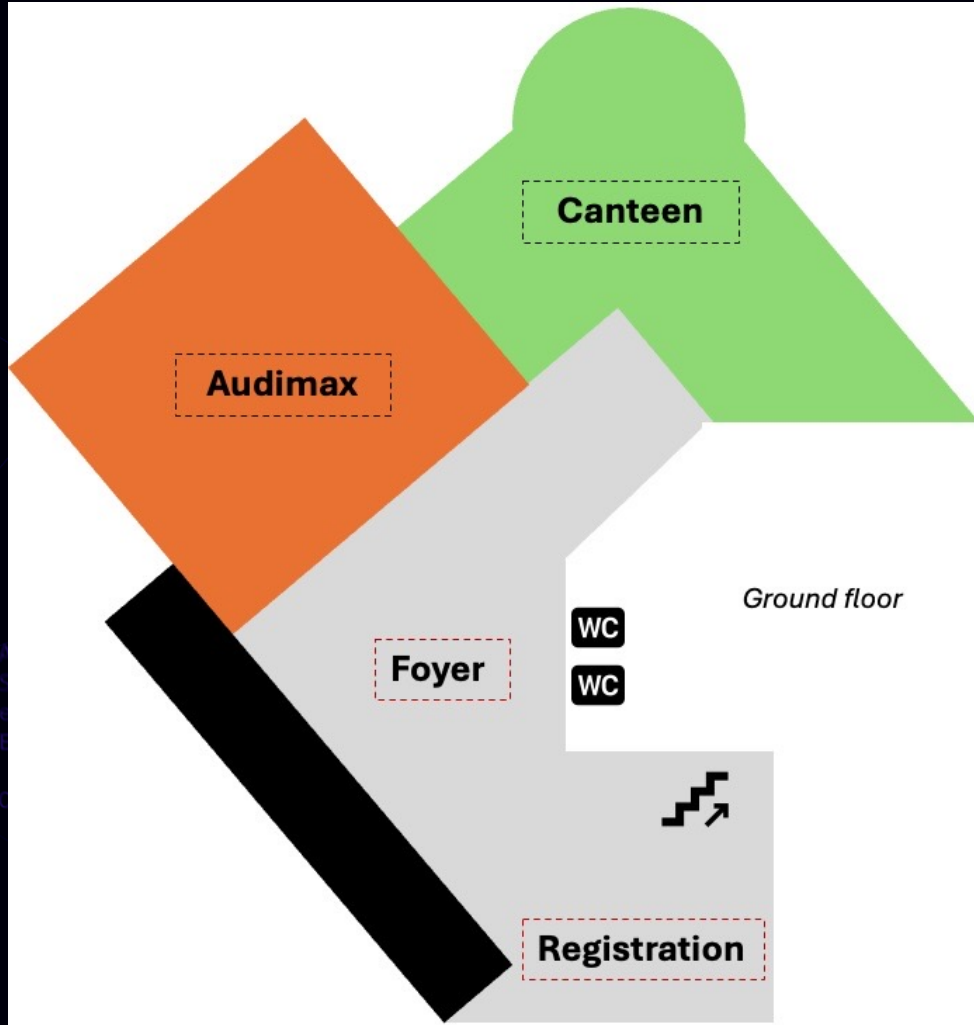 Canteen
Audimax
Ground floor
WC
Foyer
WC
Registration